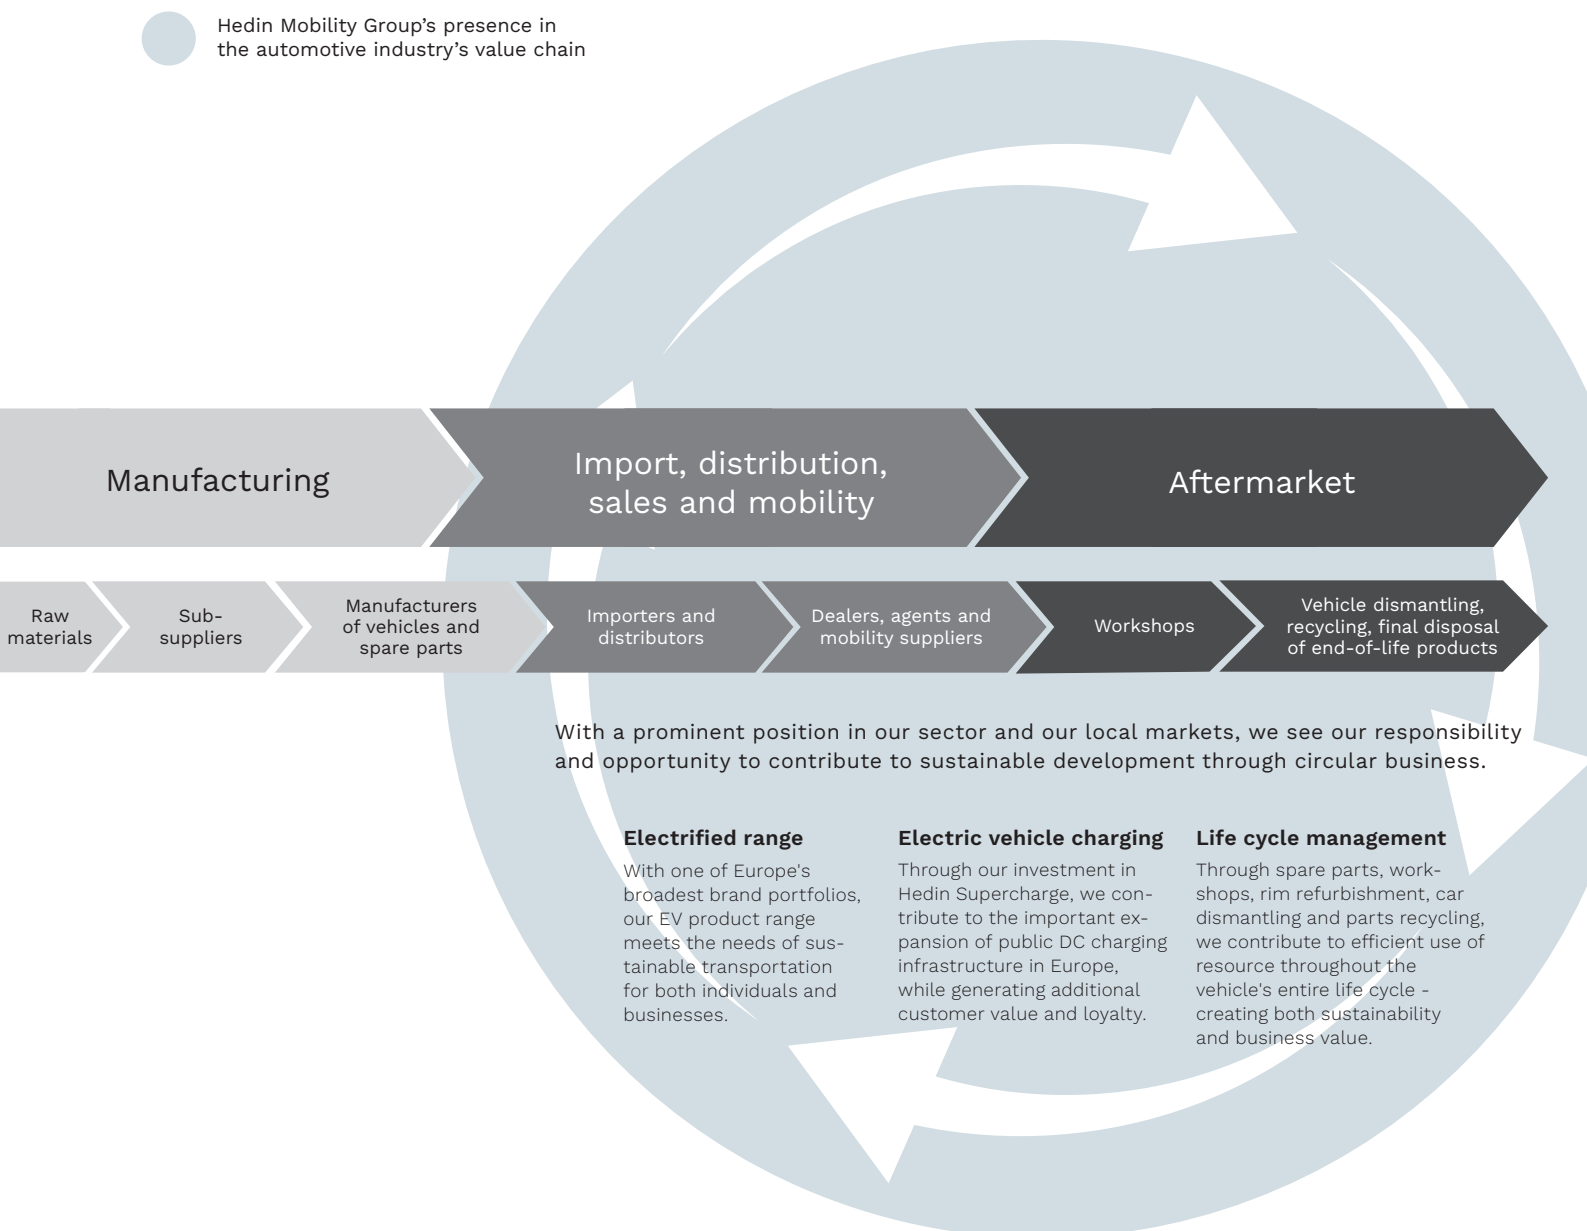 Hedin Mobility Group’s presence in
the automotive industry’s value chain
Manufacturing
Import, distribution,
sales and mobility
Aftermarket
Raw
materials
Sub-
suppliers
Manufacturers
of vehicles and
spare parts
Importers and
distributors
Dealers, agents and
mobility suppliers
Workshops
Vehicle dismantling,
recycling, final disposal
of end-of-life products
With a prominent position in our sector and our local markets, we see our responsibility
and opportunity to contribute to sustainable development through circular business.
Electrified range
With one of Europe's
broadest brand portfolios,
our EV product range
meets the needs of sus-
tainable transportation
for both individuals and
businesses.
Electric vehicle charging
Through our investment in
Hedin Supercharge, we con-
tribute to the important ex-
pansion of public DC charging
infrastructure in Europe,
while generating additional
customer value and loyalty.
Life cycle management
Through spare parts, work-
shops, rim refurbishment, car
dismantling and parts recycling,
we contribute to efficient use of
resource throughout the
vehicle's entire life cycle -
creating both sustainability
and business value.